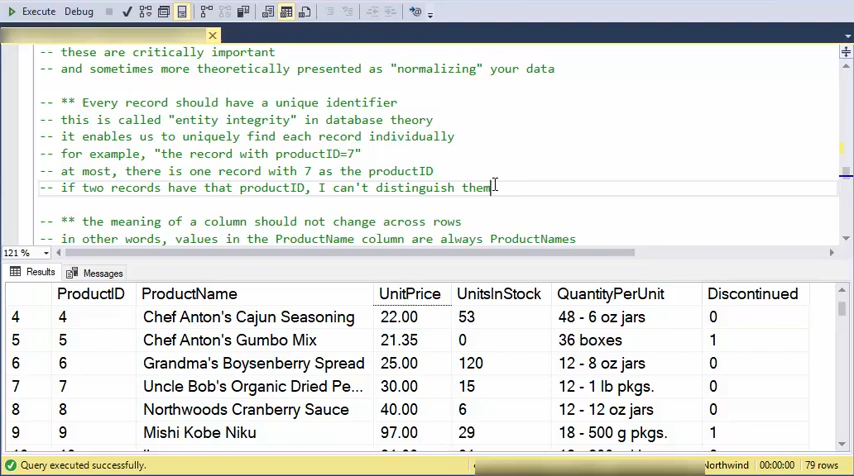 Execute Debug
-- these are critically important
-- and sometimes more theoretically presented as "normalizing" your data
-- ** Every record should have a unique identifier
-- this is called "entity integrity" in database theory
-- it enables us to uniquely find each record individually
-- for example, "the record with productID=7"
-- at most, there is one record with 7 as the productID
-- if two records have that productID, I can't distinguish them
-- ** the meaning of a column should not change across rows
-- in other words, values in the ProductName column are always ProductNames
121 %
Results Messages
ProductID ProductName UnitPrice UnitsInStock QuantityPerUnit Discontinued
4 4 Chef Anton's Cajun Seasoning 22.00 53 48 - 6 oz jars 0
5 5 Chef Anton's Gumbo Mix 21.35 0 36 boxes 1
6 6 Grandma's Boysenberry Spread 25.00 120 12 - 8 oz jars 0
7 7 Uncle Bob's Organic Dried Pe... 30.00 15 12 - 1 lb pkgs. 0
8 8 Northwoods Cranberry Sauce 40.00 6 12 - 12 oz jars 0
9 9 Mishi Kobe Niku 97.00 29 18 - 500 g pkgs. 1
Query executed successfully. Northwind 00:00:00 79 rows